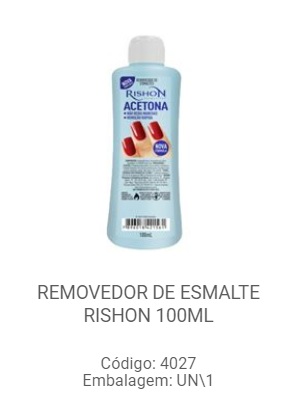 RISHON
ACETONA
NOVA
REMOVEDOR DE ESMALTE
RISHON 100ML
Código: 4027
Embalagem: UN\1